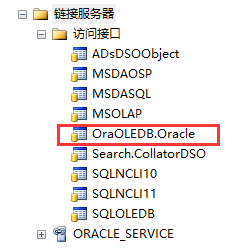 链接服务器
访问接口
ADsDSOObject
MSDAOSP
MSDASQL
MSOLAP
OraOLEDB.Oracle
Search.CollatorDSO
SQLNCLI10
SQLNCLI11
SQLOLEDB
ORACLE_SERVICE